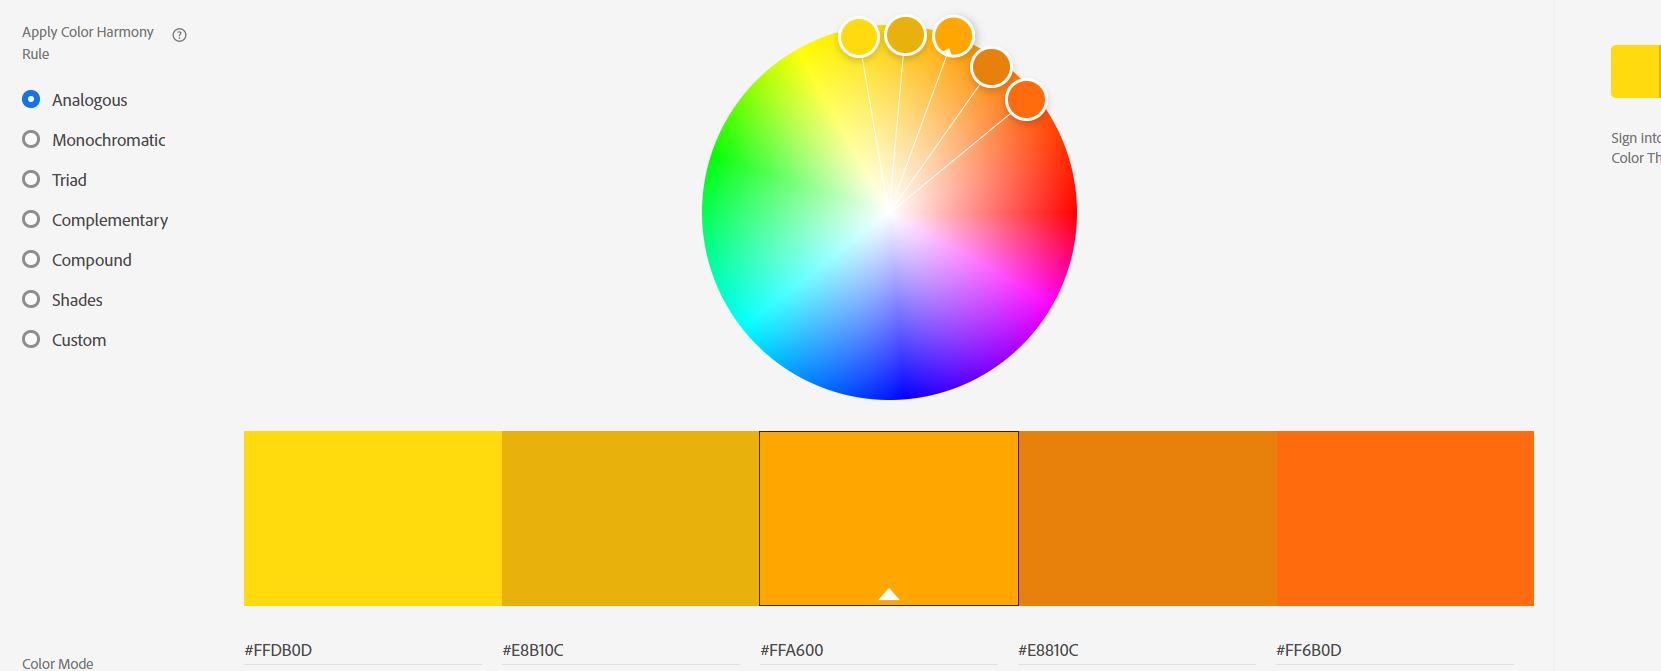 Apply Color Harmony
Rule
?
Analogous
Monochromatic
Triad
Complementary
Compound
Shades
Custom
Sign into
Color Th
#FFDB0D
#E8B10C
#FFA600
#E8810C
#FF6B0D
Color Mode